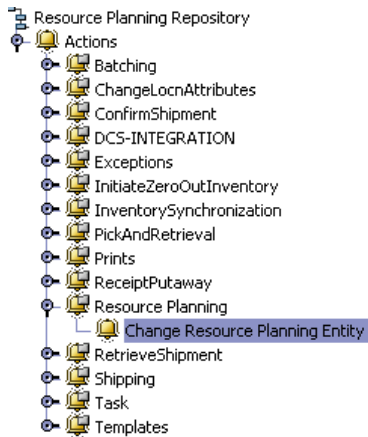 Resource Planning Repository
Actions
Batching
ChangeLocnAttributes
ConfirmShipment
DCS-INTEGRATION
Exceptions
InitiateZeroOutInventory
InventorySynchronization
PickAndRetrieval
Prints
ReceiptPutaway
Resource Planning
Change Resource Planning Entity
RetrieveShipment
Shipping
Task
Templates